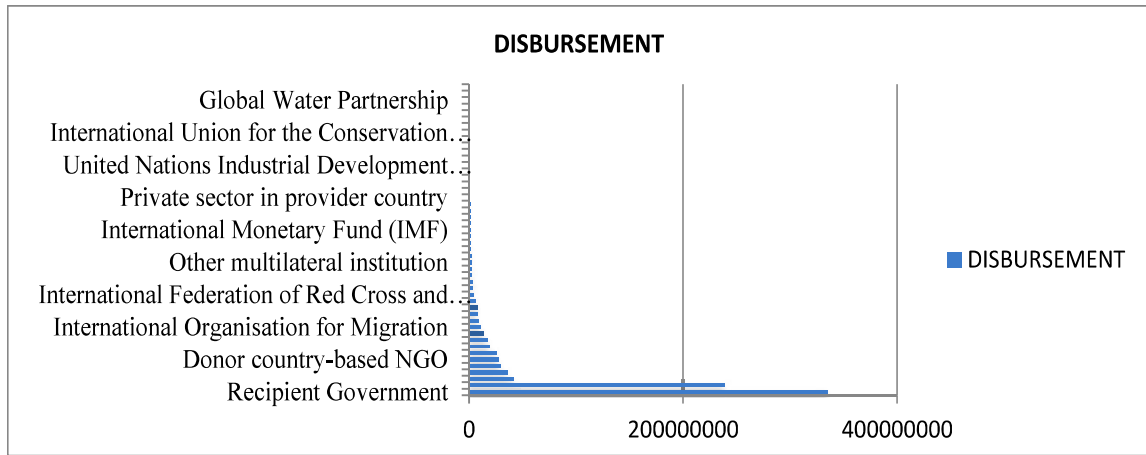 DISBURSEMENT
Global Water Partnership
International Union for the Conservation…
United Nations Industrial Development…
Private sector in provider country
International Monetary Fund (IMF)
Other multilateral institution
International Federation of Red Cross and…
International Organisation for Migration
Donor country-based NGO
Recipient Government
DISBURSEMENT
0 200000000 400000000